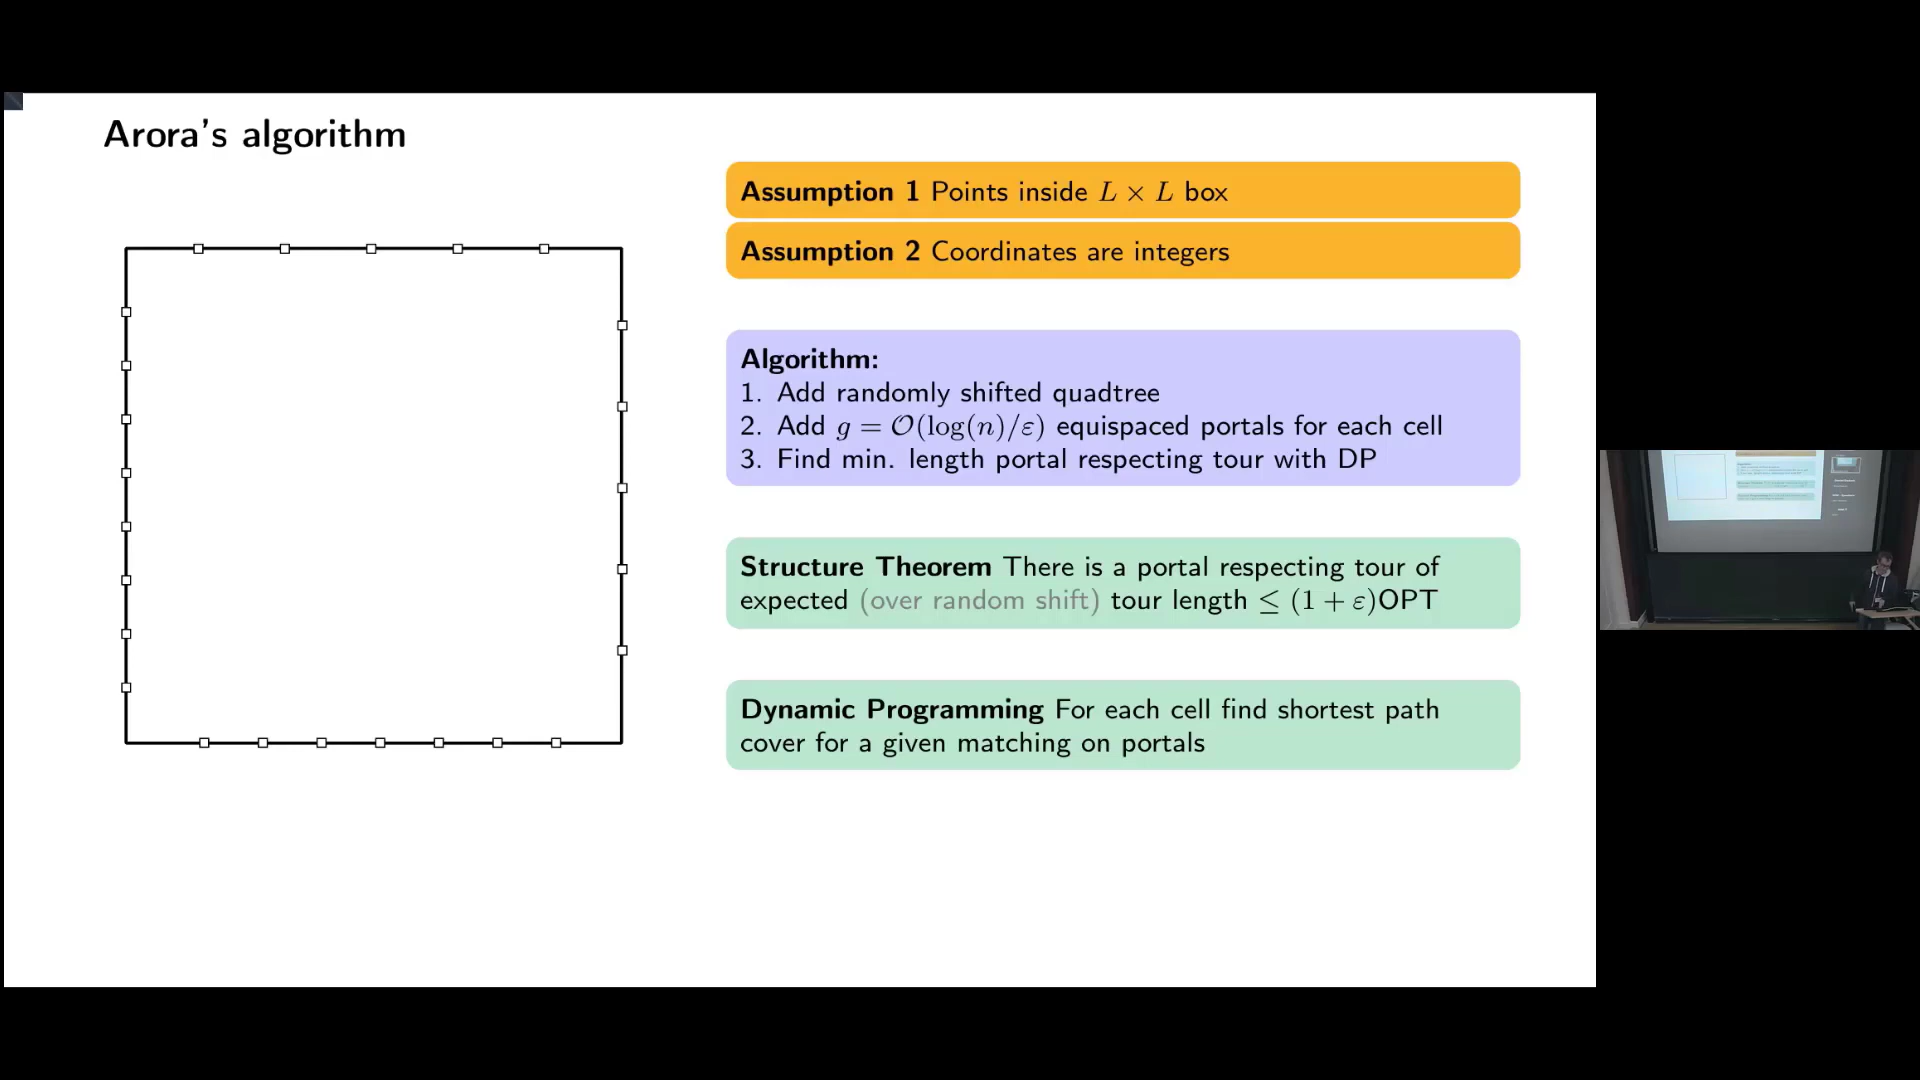 Arora's algorithm
Assumption 1 Points inside L × L box
Assumption 2 Coordinates are integers
Algorithm:
1. Add randomly shifted quadtree
2. Add g = 𝒪(log(n)/ε) equispaced portals for each cell
3. Find min. length portal respecting tour with DP
Structure Theorem There is a portal respecting tour of
expected (over random shift) tour length ≤ (1 + ε)OPT
Dynamic Programming For each cell find shortest path
cover for a given matching on portals